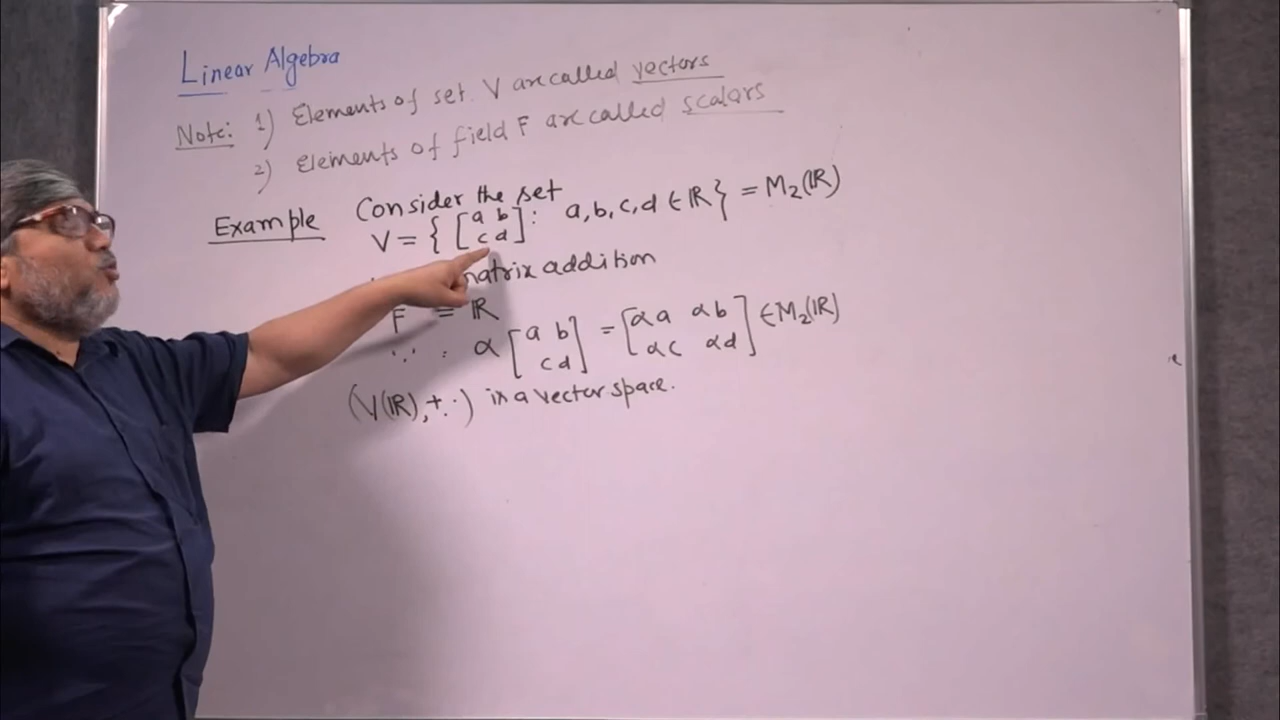 Linear Algebra
Note: 1) Elements of set V are called vectors
2) Elements of field F are called scalars
Example Consider the set
V = { [a b; c d] : a, b, c, d ∈ ℝ } = M₂(ℝ)
matrix addition
F = ℝ
'.' : α [a b; c d] = [αa αb; αc αd] ∈ M₂(ℝ)
(V(ℝ), +, ·) is a vector space.